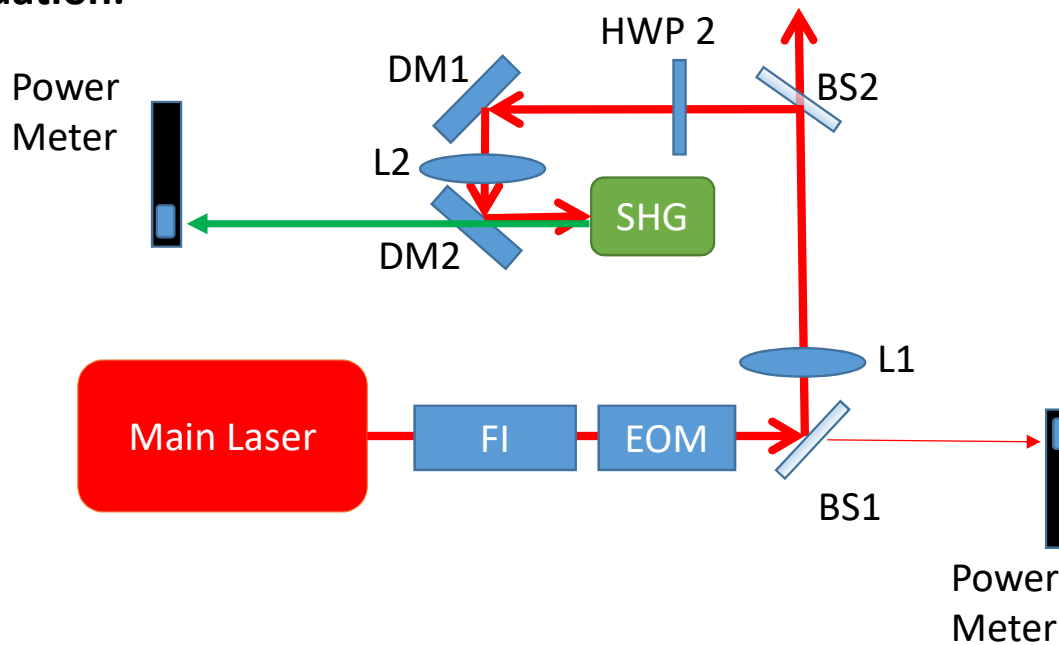 HWP 2
DM1
BS2
Power
Meter
L2
SHG
DM2
L1
Main Laser
FI
EOM
BS1
Power
Meter